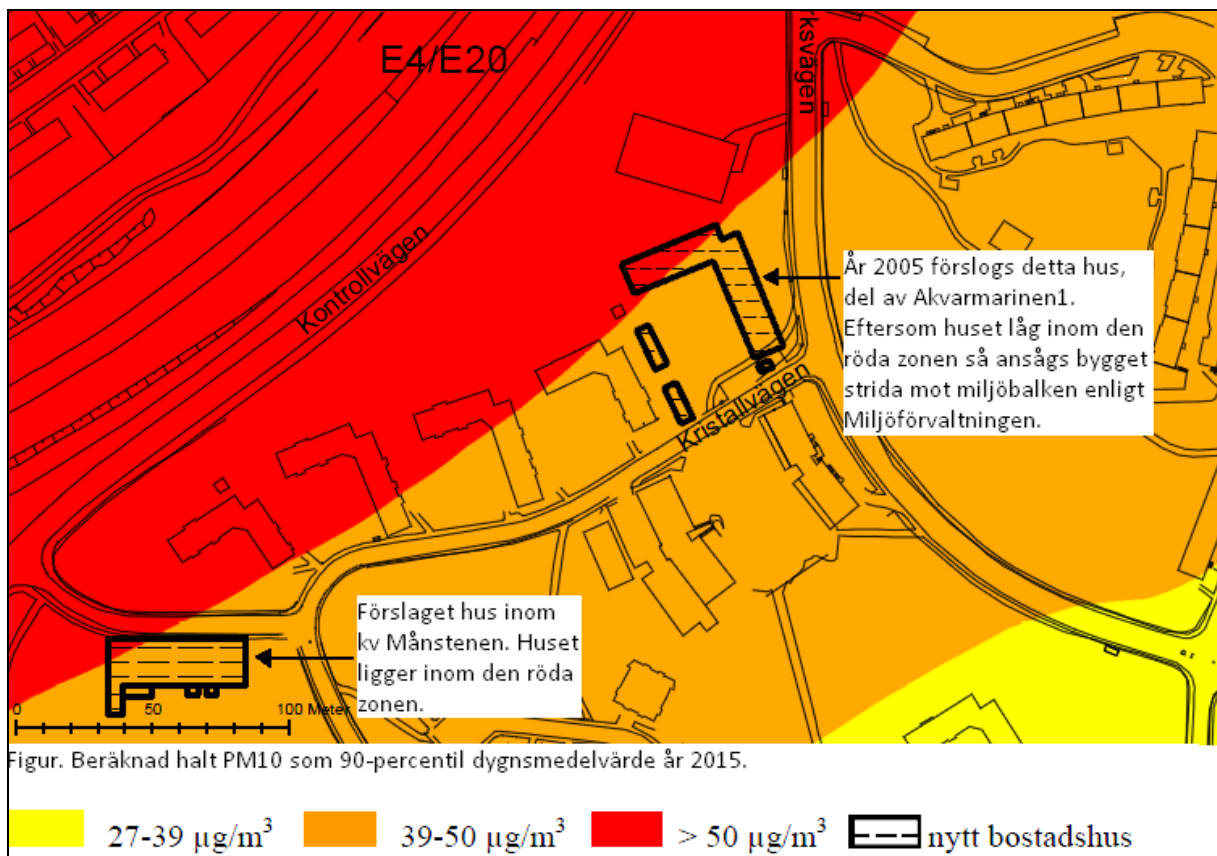 E4/E20
rksvägen
Kontrollvägen
År 2005 förslogs detta hus,
del av Akvarmarinen1.
Eftersom huset låg inom den
röda zonen så ansågs bygget
strida mot miljöbalken enligt
Miljöförvaltningen.
Kristallvägen
Förslaget hus inom
kv Månstenen. Huset
ligger inom den röda
zonen.
0 50 100 Meter
Figur. Beräknad halt PM10 som 90-percentil dygnsmedelvärde år 2015.
27-39 µg/m³ 39-50 µg/m³ > 50 µg/m³ nytt bostadshus